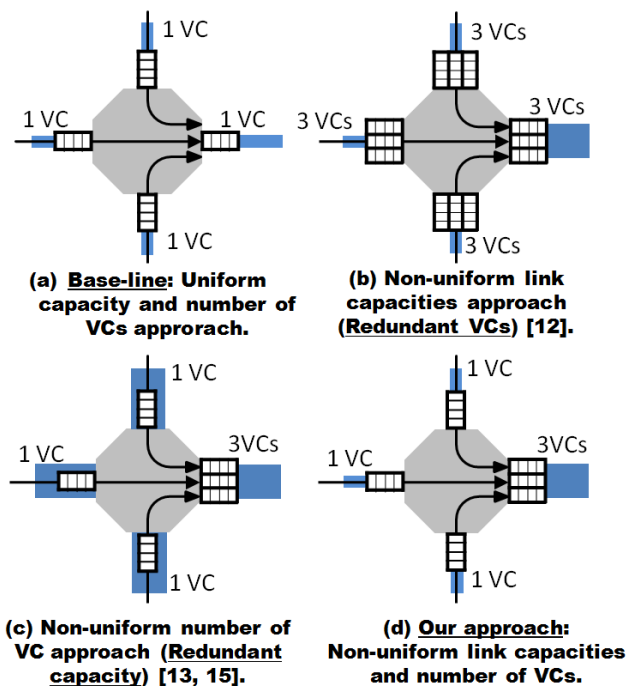 1 VC
1 VC
1 VC
1 VC
(a) Base-line: Uniform
capacity and number of
VCs approrach.
3 VCs
3 VCs
3 VCs
3 VCs
(b) Non-uniform link
capacities approach
(Redundant VCs) [12].
1 VC
1 VC
3VCs
1 VC
(c) Non-uniform number of
VC approach (Redundant
capacity) [13, 15].
1 VC
1 VC
3VCs
1 VC
(d) Our approach:
Non-uniform link capacities
and number of VCs.